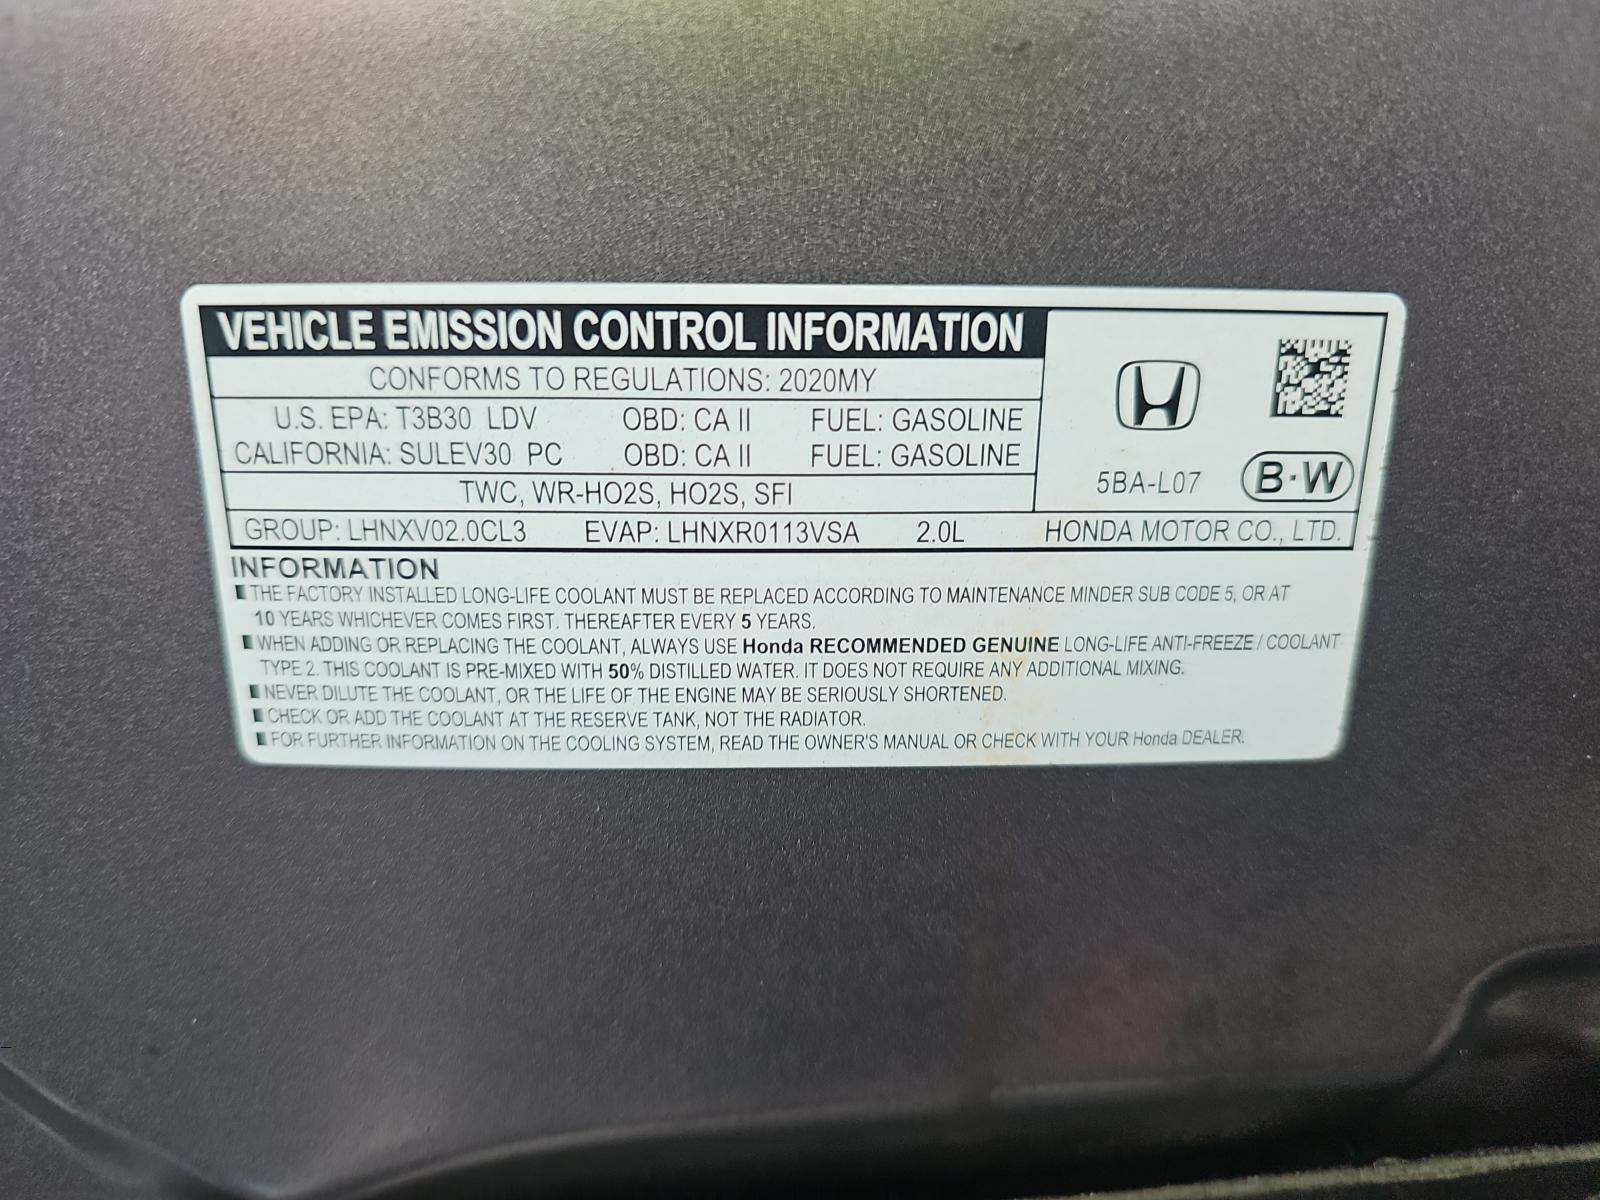 VEHICLE EMISSION CONTROL INFORMATION
CONFORMS TO REGULATIONS: 2020MY
U.S. EPA: T3B30 LDV OBD: CA II FUEL: GASOLINE
CALIFORNIA: SULEV30 PC OBD: CA II FUEL: GASOLINE
TWC, WR-HO2S, HO2S, SFI
5BA-L07 B·W
GROUP: LHNXV02.0CL3 EVAP: LHNXR0113VSA 2.0L HONDA MOTOR CO., LTD.
INFORMATION
THE FACTORY INSTALLED LONG-LIFE COOLANT MUST BE REPLACED ACCORDING TO MAINTENANCE MINDER SUB CODE 5, OR AT
10 YEARS WHICHEVER COMES FIRST. THEREAFTER EVERY 5 YEARS.
WHEN ADDING OR REPLACING THE COOLANT, ALWAYS USE Honda RECOMMENDED GENUINE LONG-LIFE ANTI-FREEZE / COOLANT
TYPE 2. THIS COOLANT IS PRE-MIXED WITH 50% DISTILLED WATER. IT DOES NOT REQUIRE ANY ADDITIONAL MIXING.
NEVER DILUTE THE COOLANT, OR THE LIFE OF THE ENGINE MAY BE SERIOUSLY SHORTENED.
CHECK OR ADD THE COOLANT AT THE RESERVE TANK, NOT THE RADIATOR.
FOR FURTHER INFORMATION ON THE COOLING SYSTEM, READ THE OWNER'S MANUAL OR CHECK WITH YOUR Honda DEALER.